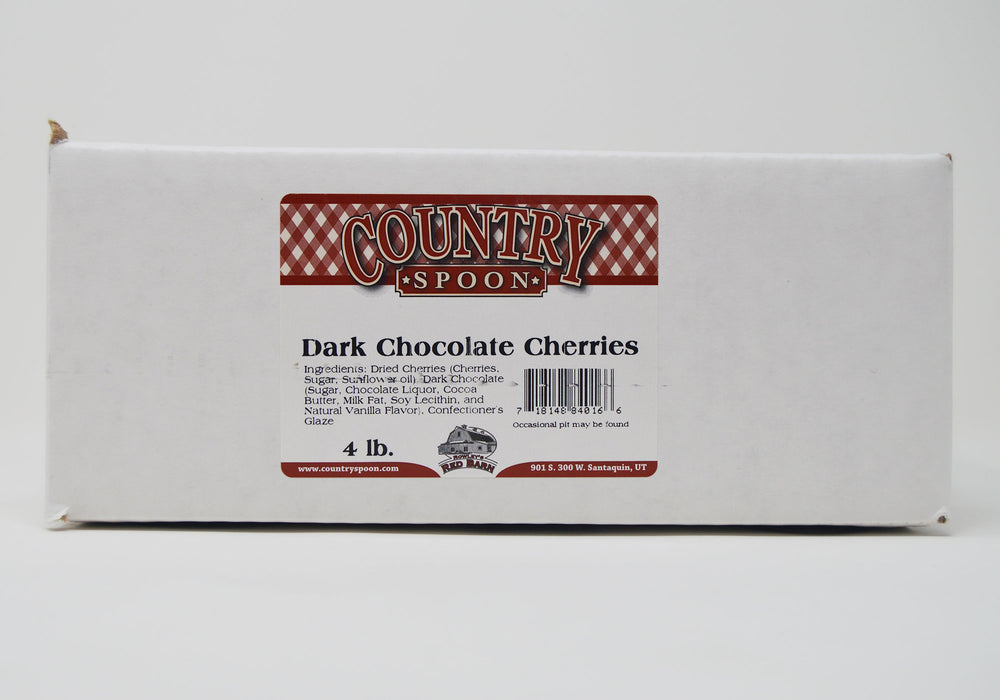 COUNTRY
SPOON
Dark Chocolate Cherries
Ingredients: Dried Cherries (Cherries,
Sugar, Sunflower oil), Dark Chocolate
(Sugar, Chocolate Liquor, Cocoa
Butter, Milk Fat, Soy Lecithin, and
Natural Vanilla Flavor), Confectioner's
Glaze
7 18148 84016 6
Occasional pit may be found
4 lb.
ROWLEY'S
RED BARN
www.countryspoon.com
901 S. 300 W. Santaquin, UT